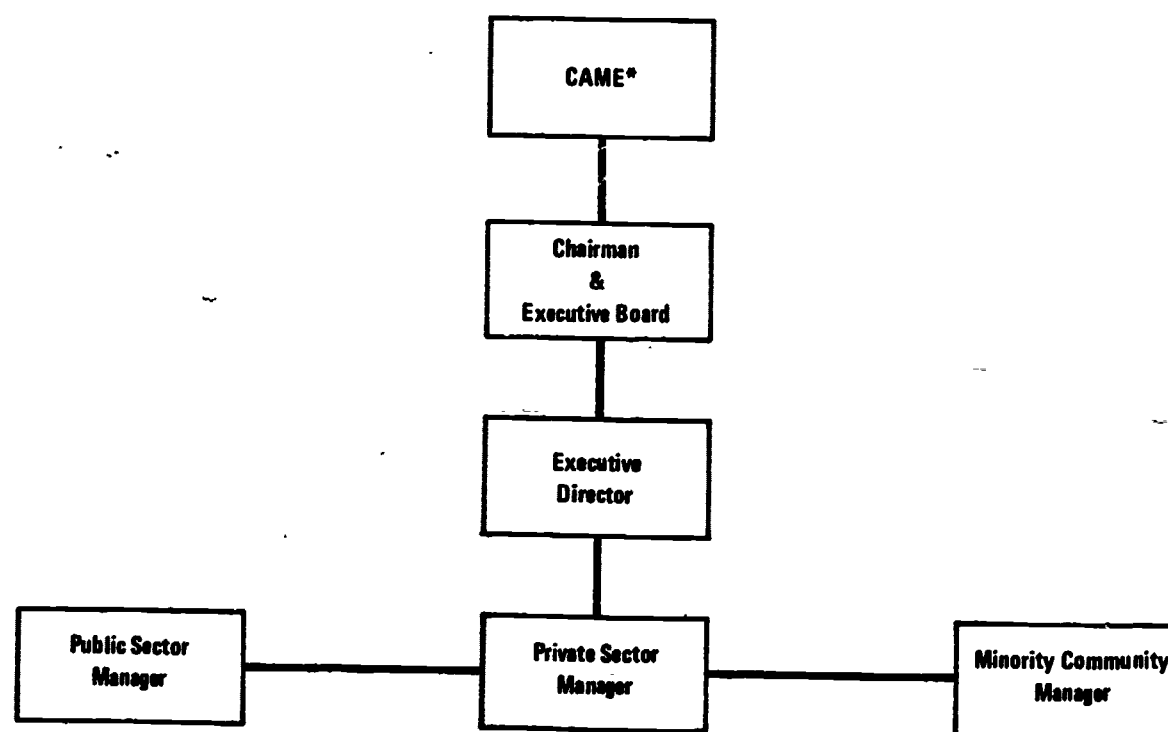 CAME*
Chairman
&
Executive Board
Executive
Director
Public Sector
Manager
Private Sector
Manager
Minority Community
Manager